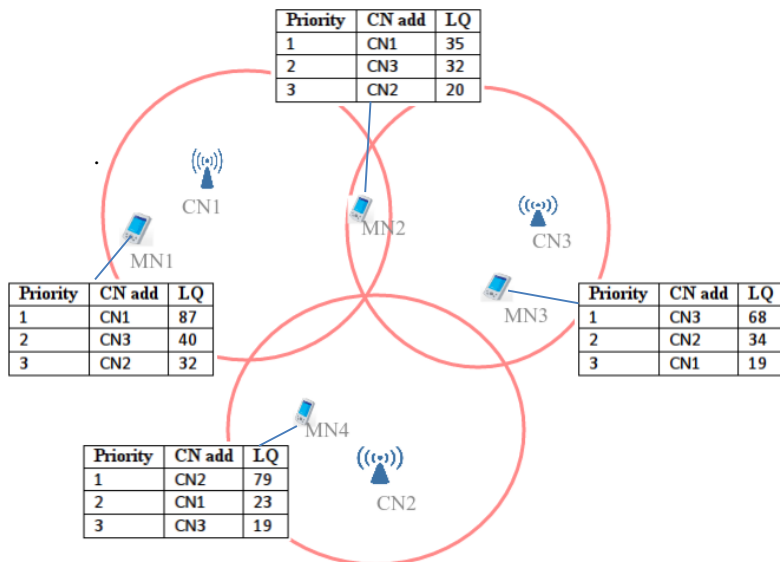 Priority CN add LQ
1 CN1 35
2 CN3 32
3 CN2 20
CN1
MN2
CN3
MN1
MN3
Priority CN add LQ
1 CN1 87
2 CN3 40
3 CN2 32
Priority CN add LQ
1 CN3 68
2 CN2 34
3 CN1 19
MN4
Priority CN add LQ
1 CN2 79
2 CN1 23
3 CN3 19
CN2